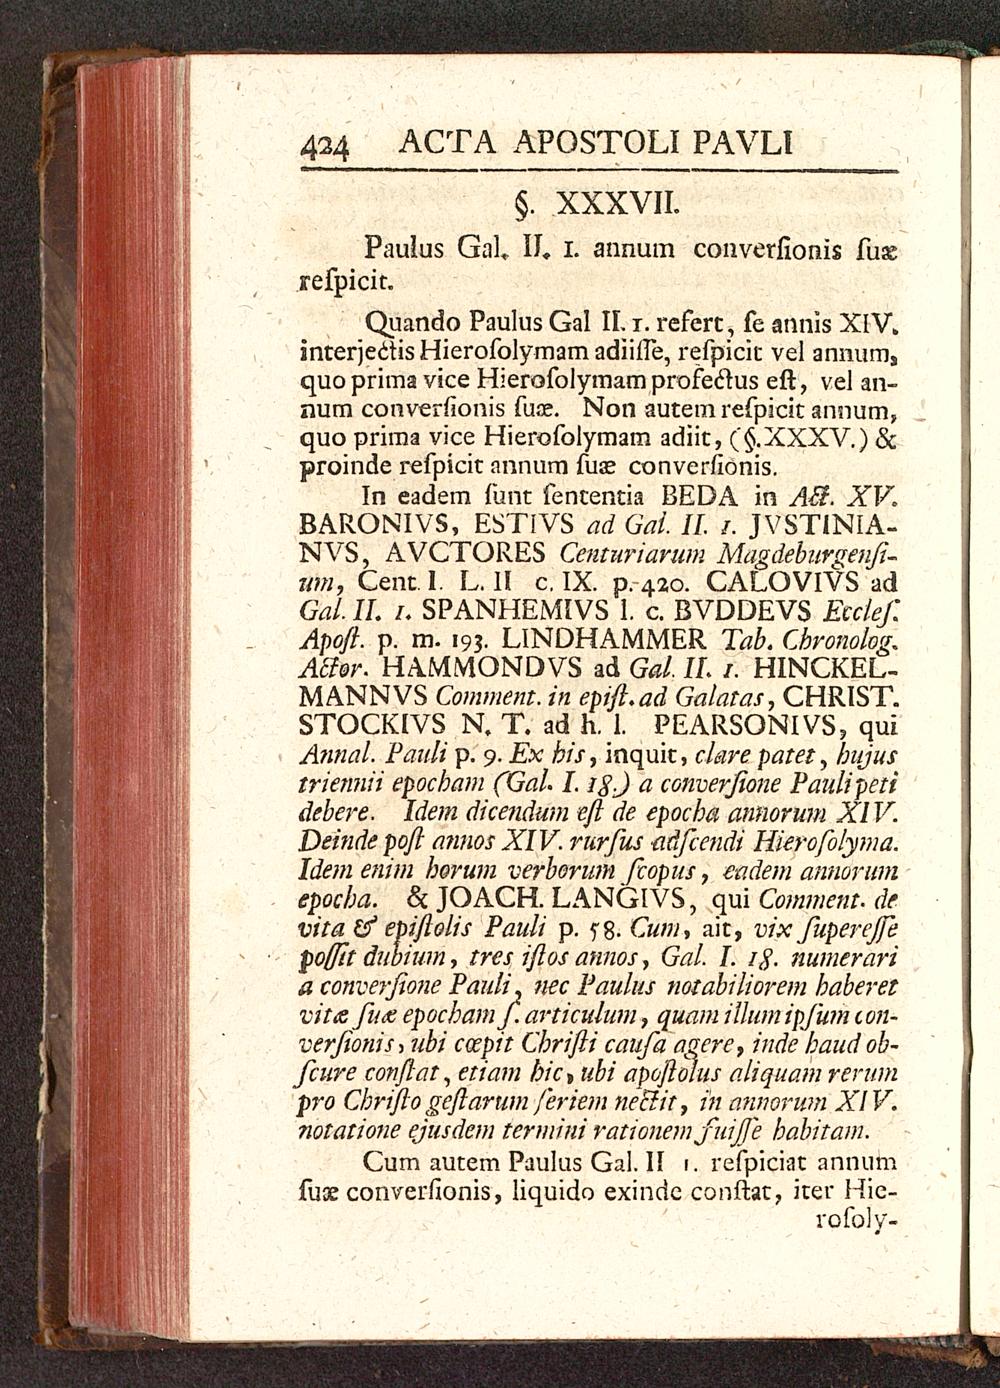 424 ACTA APOSTOLI PAVLI
§. XXXVII.
Paulus Gal. II. 1. annum converſionis ſuæ
reſpicit.
Quando Paulus Gal II. 1. refert, ſe annis XIV.
interjectis Hieroſolymam adiiſſe, reſpicit vel annum,
quo prima vice Hieroſolymam profectus eſt, vel an-
num converſionis ſuæ. Non autem reſpicit annum,
quo prima vice Hieroſolymam adiit, (§. XXXV.) &
proinde reſpicit annum ſuæ converſionis.
In eadem ſunt ſententia BEDA in Act. XV.
BARONIVS, ESTIVS ad Gal. II. 1. JVSTINIA-
NVS, AVCTORES Centuriarum Magdeburgenſi-
um, Cent. I. L. II c. IX. p. 420. CALOVIVS ad
Gal. II. 1. SPANHEMIVS l. c. BVDDEVS Eccleſ.
Apoſt. p. m. 193. LINDHAMMER Tab. Chronolog.
Actor. HAMMONDVS ad Gal. II. 1. HINCKEL-
MANNVS Comment. in epiſt. ad Galatas, CHRIST.
STOCKIVS N. T. ad h. l. PEARSONIVS, qui
Annal. Pauli p. 9. Ex his, inquit, clare patet, hujus
triennii epocham (Gal. I. 18.) a converſione Pauli peti
debere. Idem dicendum eſt de epocha annorum XIV.
Deinde poſt annos XIV. rurſus adſcendi Hieroſolyma.
Idem enim horum verborum ſcopus, eadem annorum
epocha. & JOACH. LANGIVS, qui Comment. de
vita & epiſtolis Pauli p. 58. Cum, ait, vix ſupereſſe
poſſit dubium, tres iſtos annos, Gal. I. 18. numerari
a converſione Pauli, nec Paulus notabiliorem haberet
vitæ ſuæ epocham ſ. articulum, quam illum ipſum con-
verſionis, ubi cœpit Chriſti cauſa agere, inde haud ob-
ſcure conſtat, etiam hic, ubi apoſtolus aliquam rerum
pro Chriſto geſtarum ſeriem nectit, in annorum XIV.
notatione ejusdem termini rationem fuiſſe habitam.
Cum autem Paulus Gal. II 1. reſpiciat annum
ſuæ converſionis, liquido exinde conſtat, iter Hie-
roſoly-